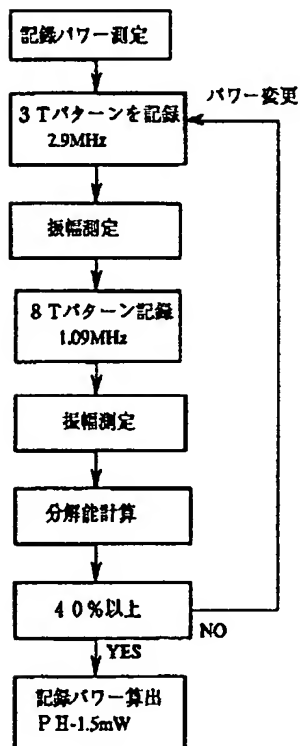 記録パワー測定
パワー変更
3Tパターンを記録
2.9MHz
振幅測定
8Tパターン記録
1.09MHz
振幅測定
分解能計算
40%以上
NO
YES
記録パワー算出
PH-1.5mW